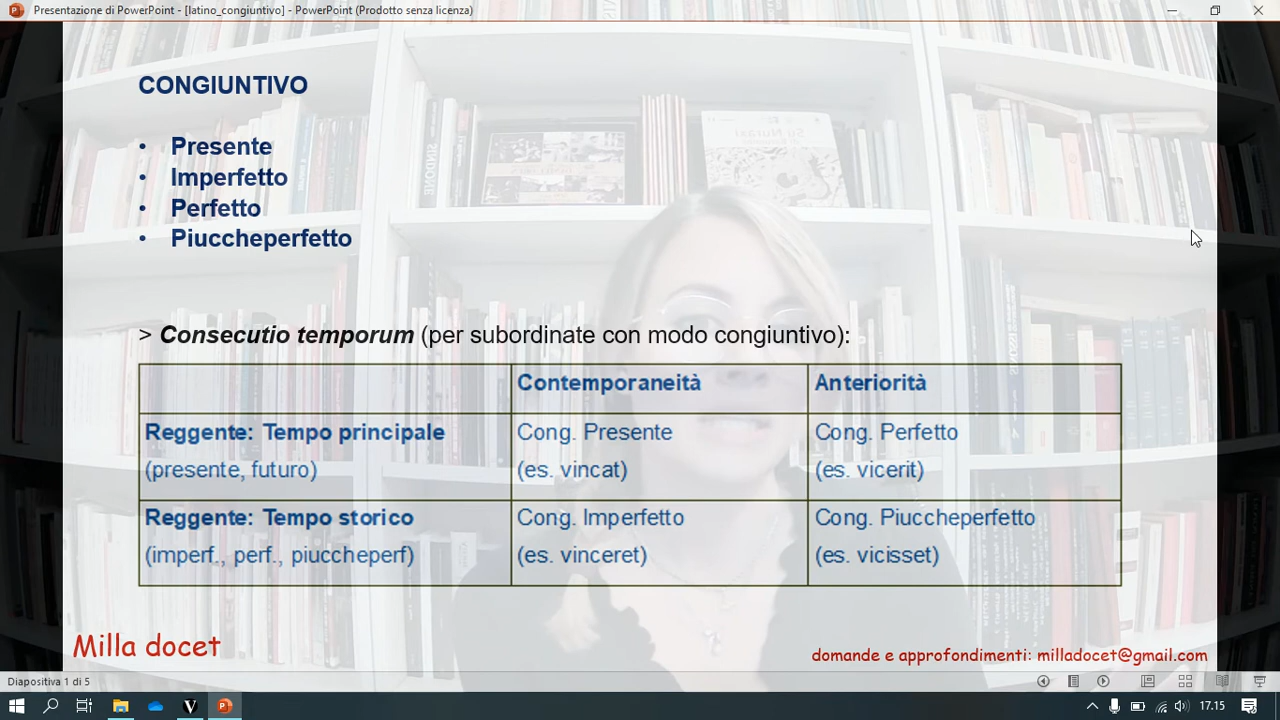 Presentazione di PowerPoint - [latino_congiuntivo] - PowerPoint (Prodotto senza licenza)
CONGIUNTIVO
• Presente
• Imperfetto
• Perfetto
• Piuccheperfetto
> Consecutio temporum (per subordinate con modo congiuntivo):
Contemporaneità Anteriorità
Reggente: Tempo principale Cong. Presente Cong. Perfetto
(presente, futuro) (es. vincat) (es. vicerit)
Reggente: Tempo storico Cong. Imperfetto Cong. Piuccheperfetto
(imperf., perf., piuccheperf) (es. vinceret) (es. vicisset)
Milla docet
domande e approfondimenti: milladocet@gmail.com
Diapositiva 1 di 5
17.15